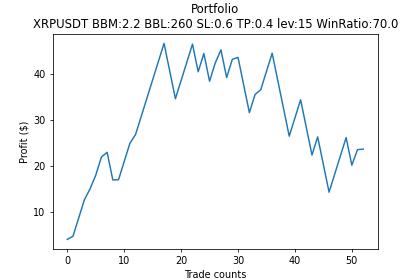 Portfolio
XRPUSDT BBM:2.2 BBL:260 SL:0.6 TP:0.4 lev:15 WinRatio:70.0
Profit ($)
40
30
20
10
0 10 20 30 40 50
Trade counts